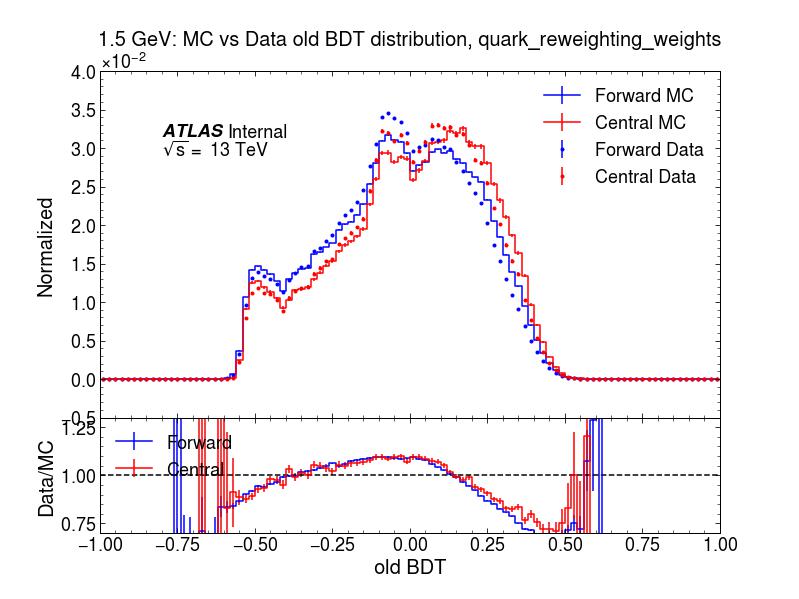 1.5 GeV: MC vs Data old BDT distribution, quark_reweighting_weights
×10⁻²
4.0
3.5
3.0
2.5
2.0
1.5
1.0
0.5
0.0
Normalized
ATLAS Internal
√s = 13 TeV
Forward MC
Central MC
Forward Data
Central Data
0.5
1.25
1.00
0.75
Data/MC
Forward
Central
−1.00 −0.75 −0.50 −0.25 0.00 0.25 0.50 0.75 1.00
old BDT